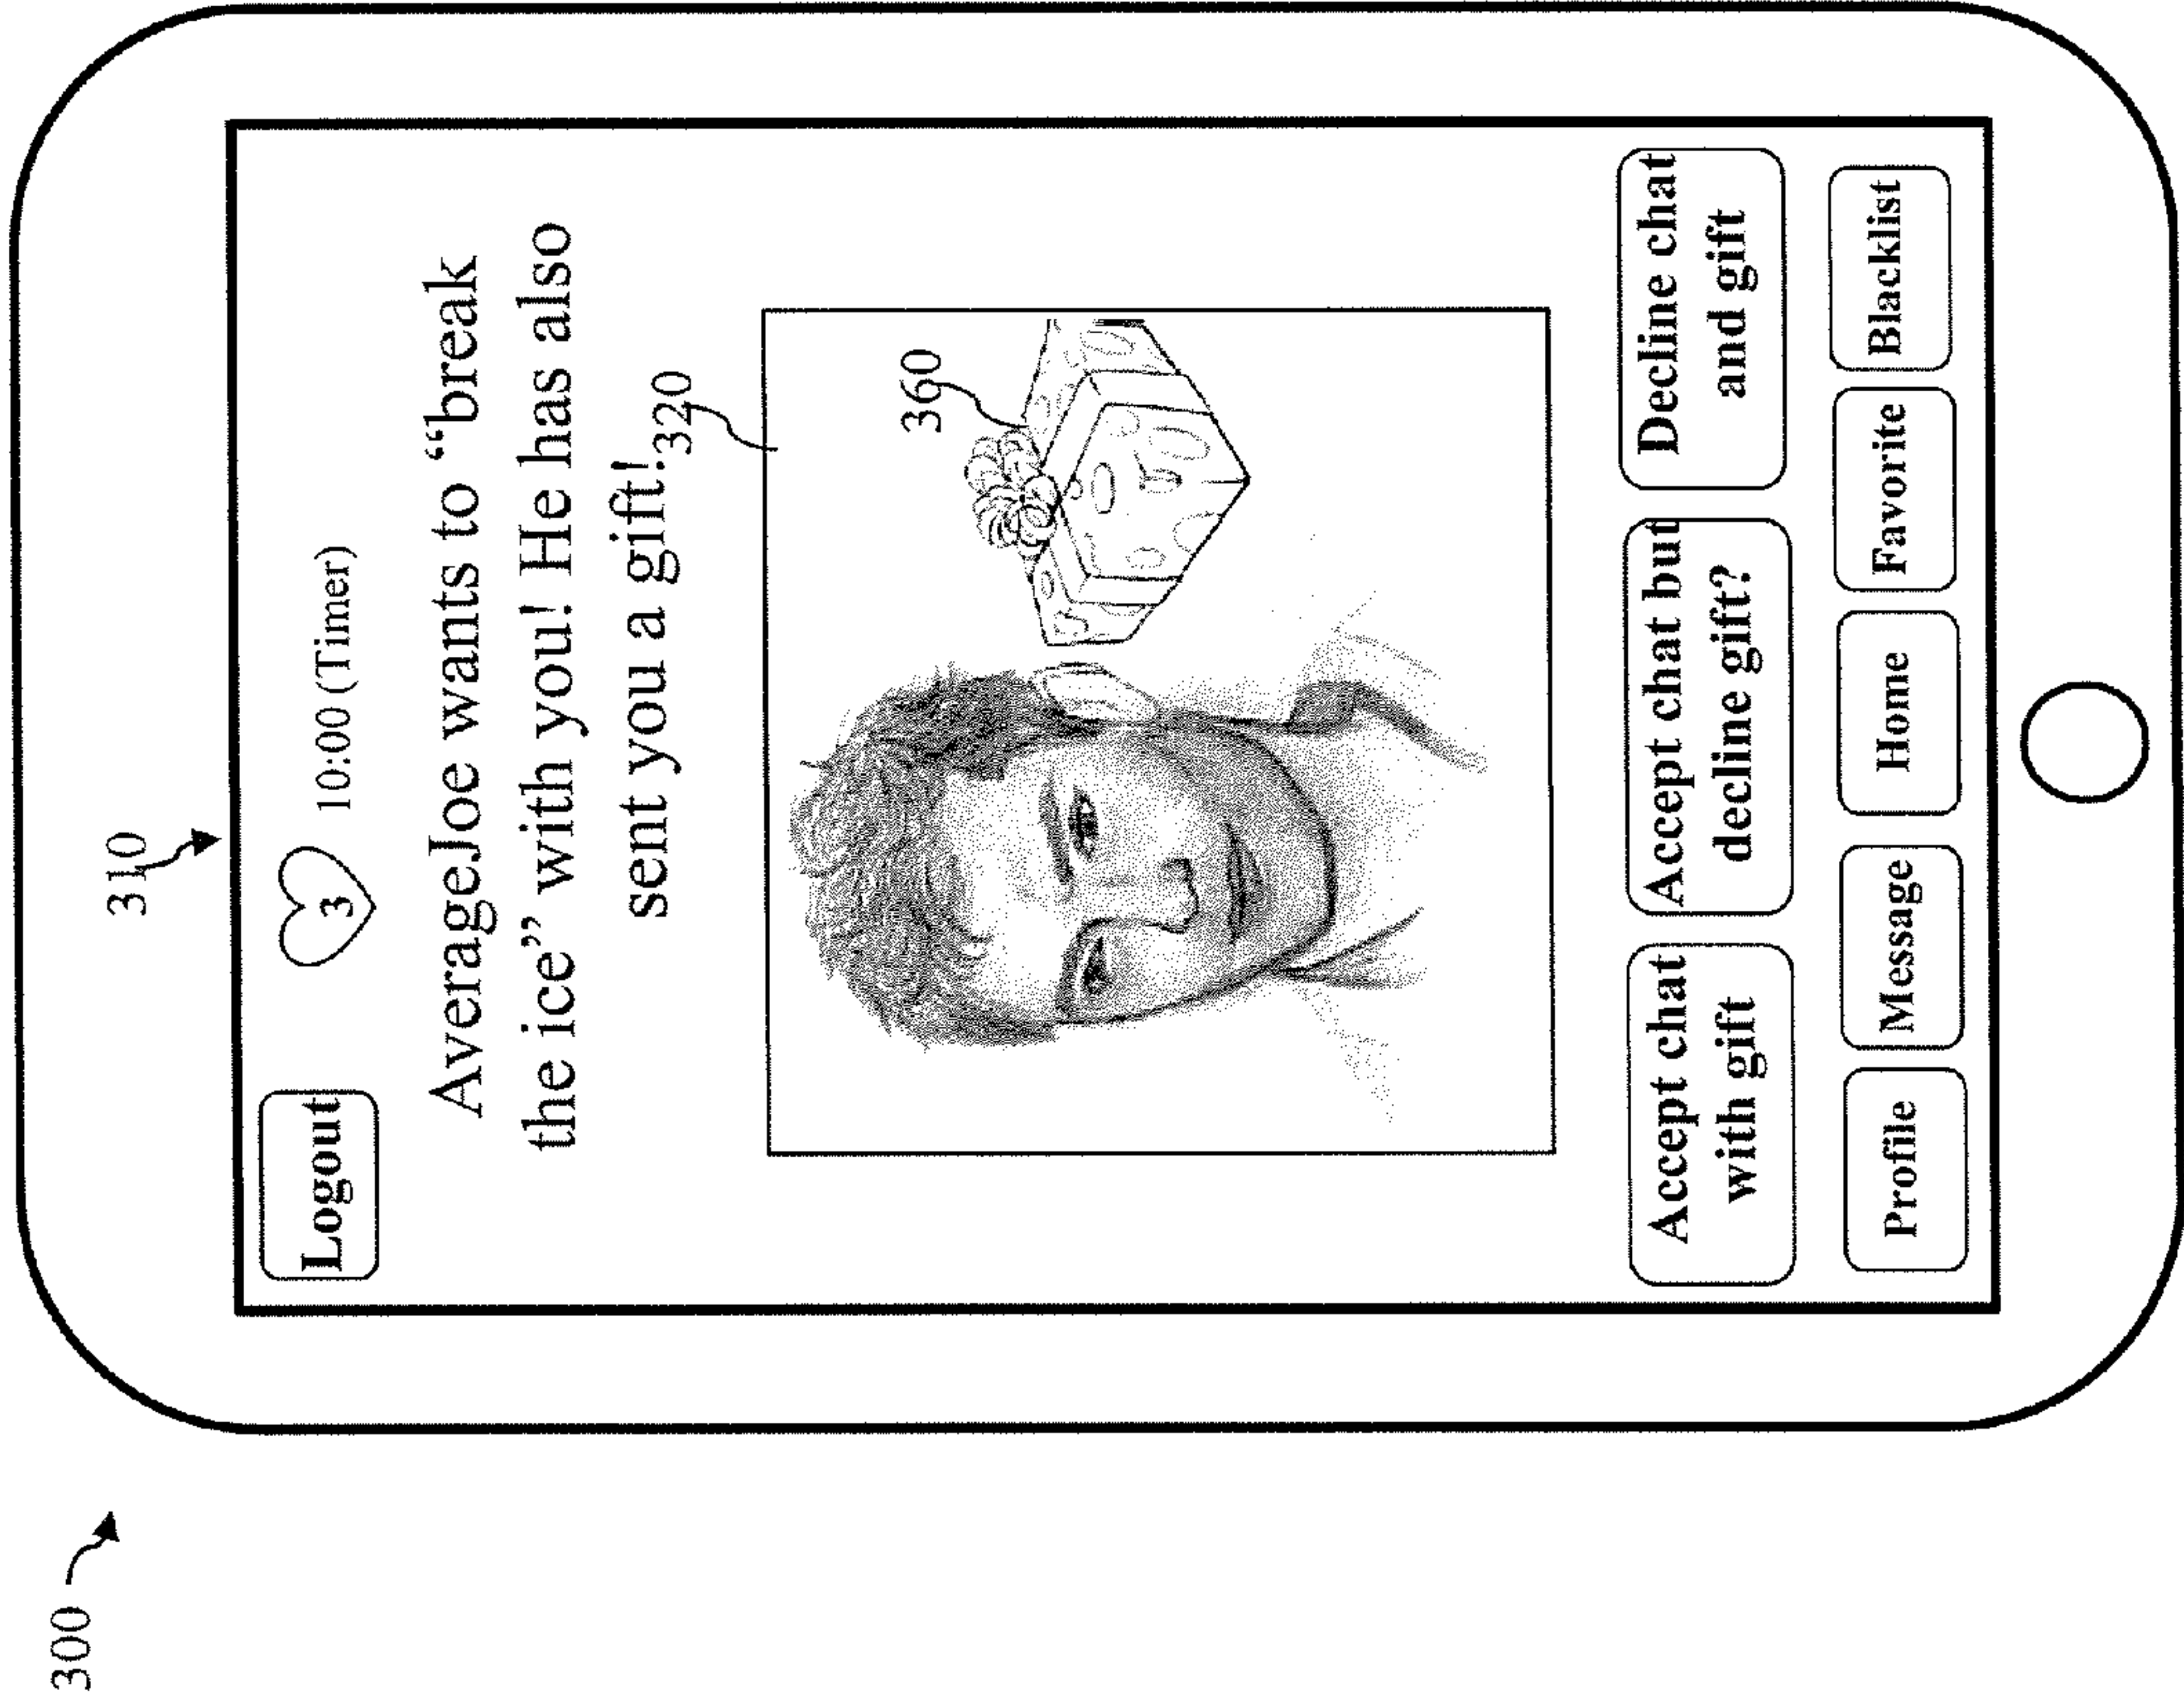 300
310
Logout
3
10:00 (Timer)
AverageJoe wants to “break
the ice” with you! He has also
sent you a gift!
320
360
Accept chat
with gift
Accept chat but
decline gift?
Decline chat
and gift
Profile
Message
Home
Favorite
Blacklist